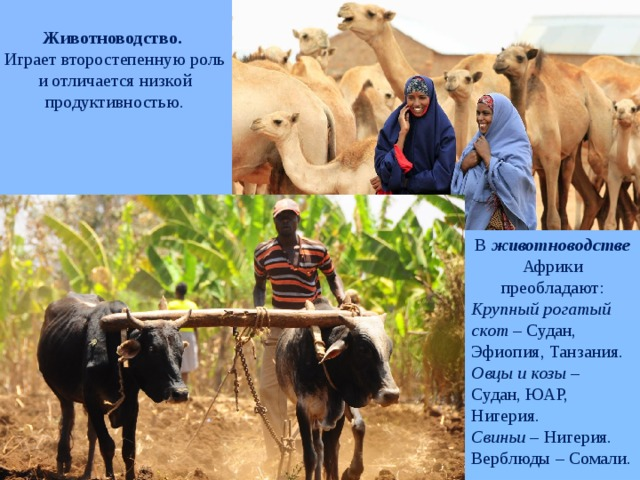 Животноводство.
Играет второстепенную роль
и отличается низкой
продуктивностью.
В животноводстве
Африки
преобладают:
Крупный рогатый
скот – Судан,
Эфиопия, Танзания.
Овцы и козы –
Судан, ЮАР,
Нигерия.
Свиньи – Нигерия.
Верблюды – Сомали.